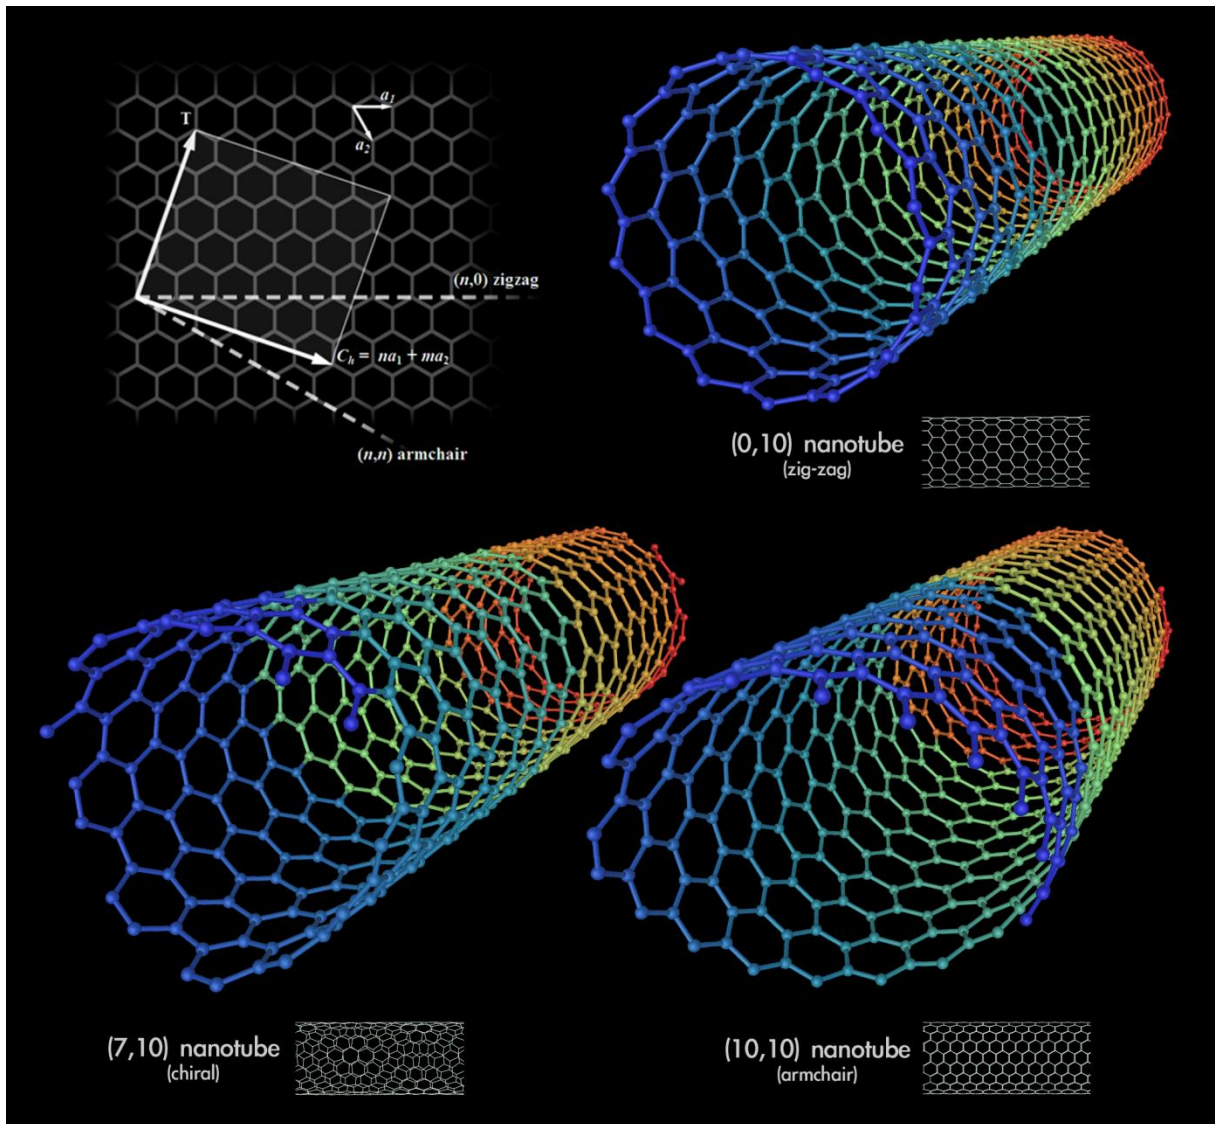 T
a₁
a₂
(n,0) zigzag
Cₕ = na₁ + ma₂
(n,n) armchair
(0,10) nanotube
(zig-zag)
(7,10) nanotube
(chiral)
(10,10) nanotube
(armchair)